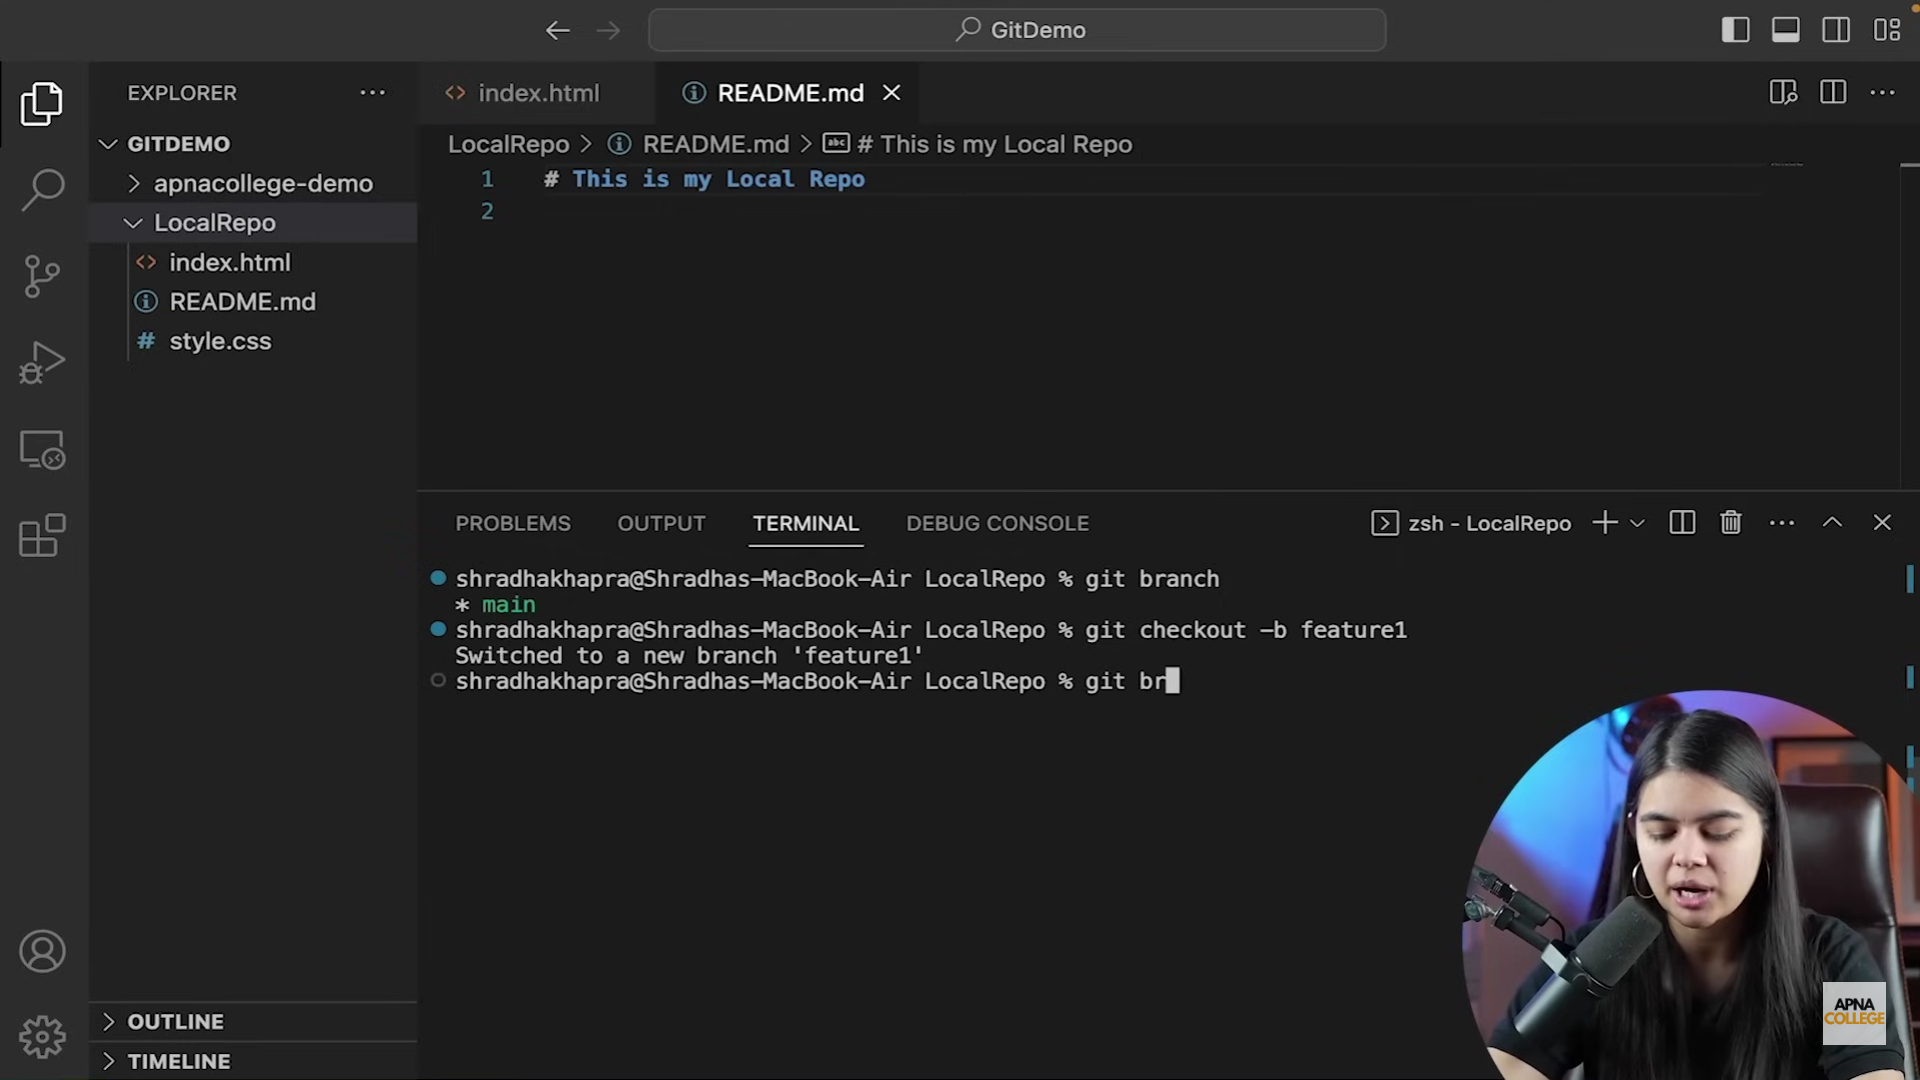 GitDemo
EXPLORER
index.html
README.md
GITDEMO
LocalRepo > README.md > # This is my Local Repo
apnacollege-demo
1 # This is my Local Repo
LocalRepo
2
index.html
README.md
# style.css
PROBLEMS OUTPUT TERMINAL DEBUG CONSOLE
zsh - LocalRepo
shradhakhapra@Shradhas-MacBook-Air LocalRepo % git branch
* main
shradhakhapra@Shradhas-MacBook-Air LocalRepo % git checkout -b feature1
Switched to a new branch 'feature1'
shradhakhapra@Shradhas-MacBook-Air LocalRepo % git br
OUTLINE
TIMELINE
APNA
COLLEGE